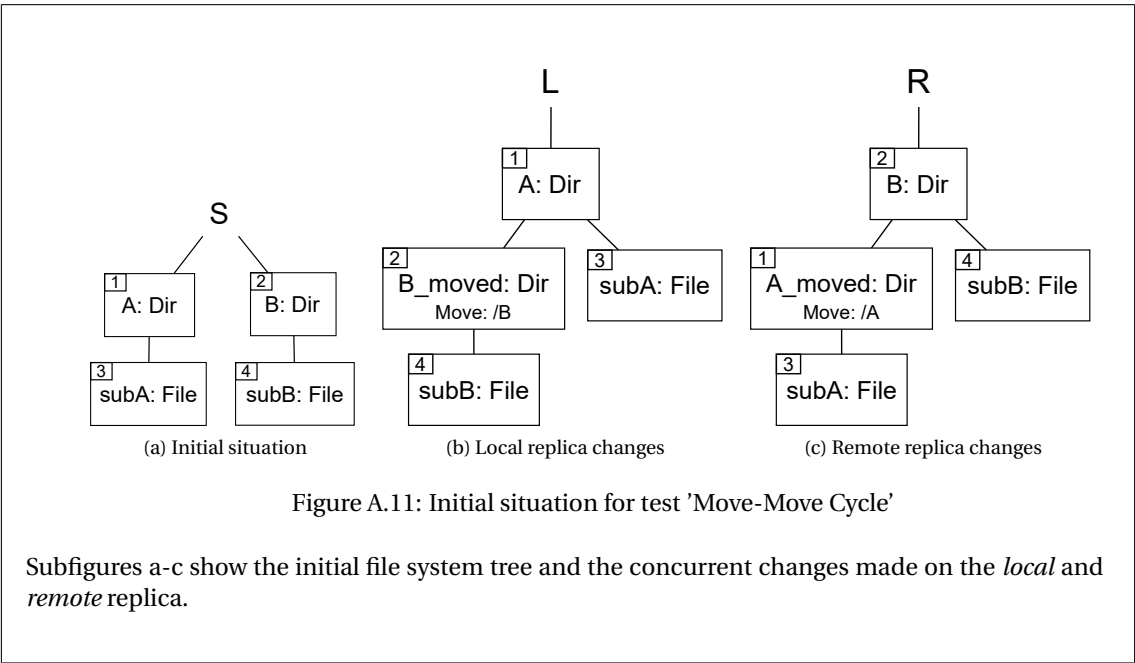 S
1
A: Dir
2
B: Dir
3
subA: File
4
subB: File
(a) Initial situation
L
1
A: Dir
2
B_moved: Dir
Move: /B
3
subA: File
4
subB: File
(b) Local replica changes
R
2
B: Dir
1
A_moved: Dir
Move: /A
4
subB: File
3
subA: File
(c) Remote replica changes
Figure A.11: Initial situation for test ’Move-Move Cycle’
Subfigures a-c show the initial file system tree and the concurrent changes made on the local and
remote replica.